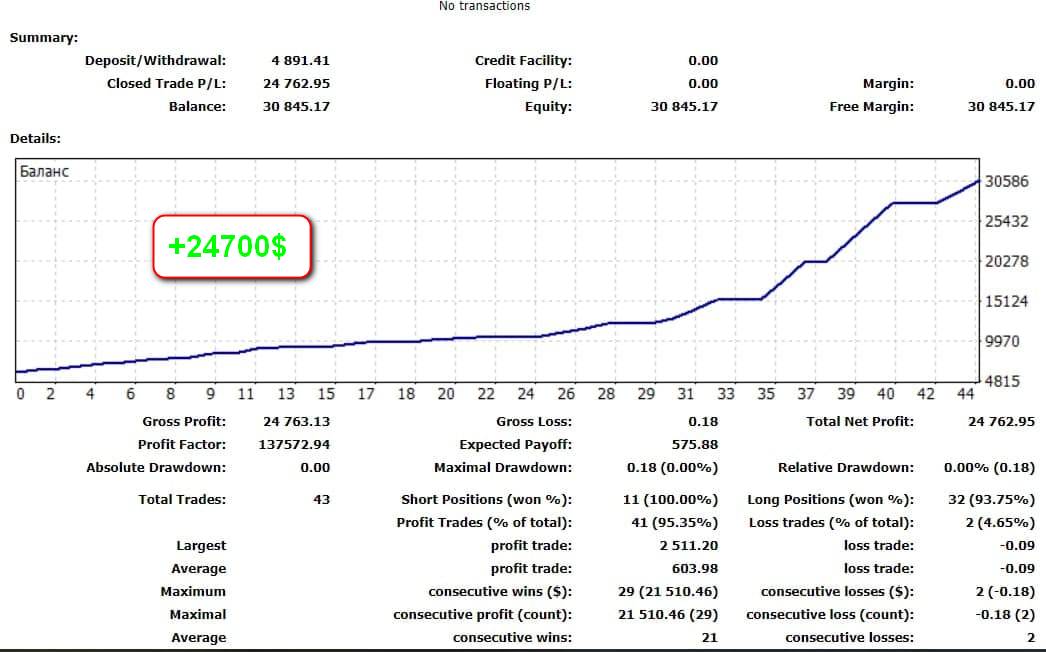 No transactions
Summary:
Deposit/Withdrawal: 4 891.41 Credit Facility: 0.00
Closed Trade P/L: 24 762.95 Floating P/L: 0.00 Margin: 0.00
Balance: 30 845.17 Equity: 30 845.17 Free Margin: 30 845.17
Details:
Баланс
30586
25432
+24700$
20278
15124
9970
4815
0 2 4 6 8 9 11 13 15 17 18 20 22 24 26 28 29 31 33 35 37 39 40 42 44
Gross Profit: 24 763.13 Gross Loss: 0.18 Total Net Profit: 24 762.95
Profit Factor: 137572.94 Expected Payoff: 575.88
Absolute Drawdown: 0.00 Maximal Drawdown: 0.18 (0.00%) Relative Drawdown: 0.00% (0.18)
Total Trades: 43 Short Positions (won %): 11 (100.00%) Long Positions (won %): 32 (93.75%)
Profit Trades (% of total): 41 (95.35%) Loss trades (% of total): 2 (4.65%)
Largest profit trade: 2 511.20 loss trade: -0.09
Average profit trade: 603.98 loss trade: -0.09
Maximum consecutive wins ($): 29 (21 510.46) consecutive losses ($): 2 (-0.18)
Maximal consecutive profit (count): 21 510.46 (29) consecutive loss (count): -0.18 (2)
Average consecutive wins: 21 consecutive losses: 2